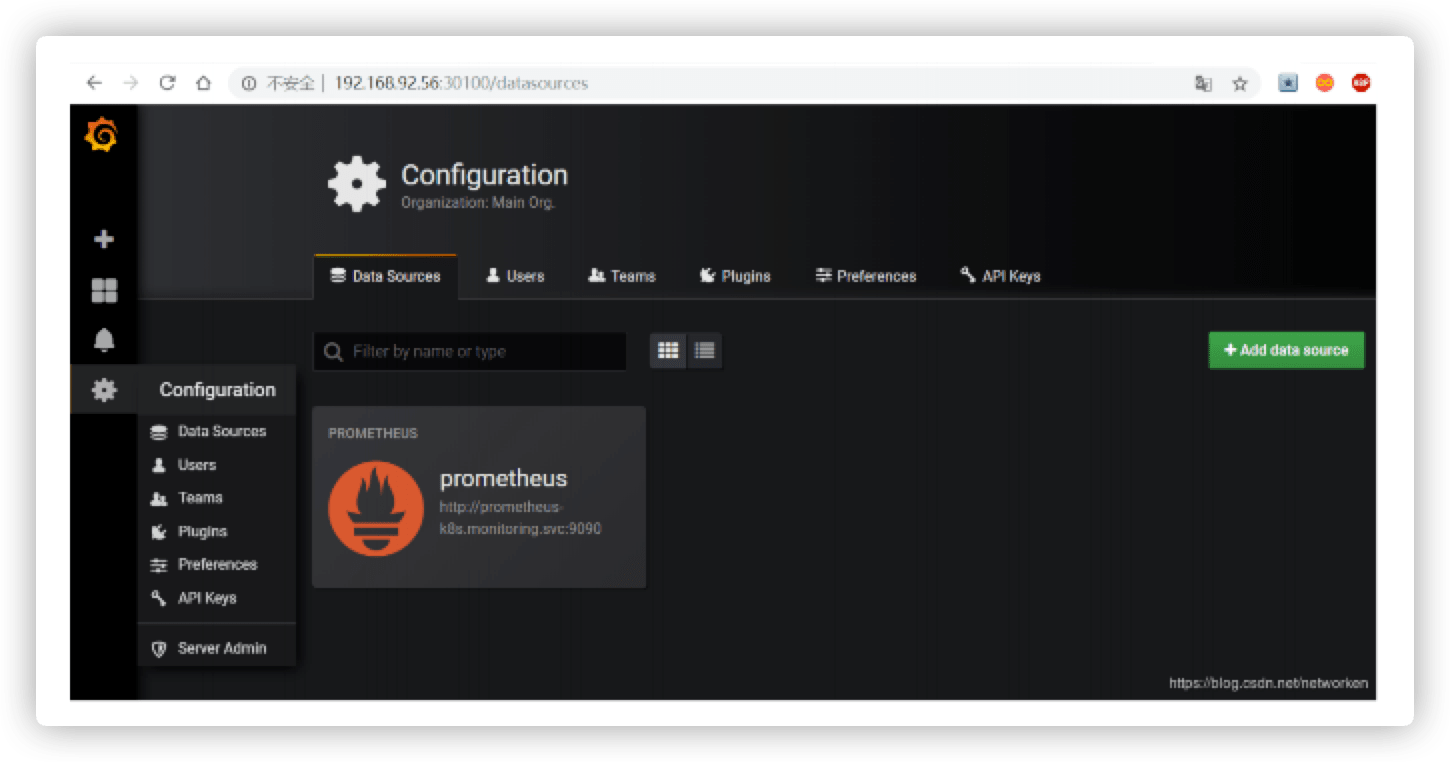 不安全 | 192.168.92.56:30100/datasources
Configuration
Organization: Main Org.
Data Sources Users Teams Plugins Preferences API Keys
Filter by name or type
+ Add data source
Configuration
Data Sources
Users
Teams
Plugins
Preferences
API Keys
Server Admin
PROMETHEUS
prometheus
http://prometheus-
k8s.monitoring.svc:9090
https://blog.csdn.net/networken